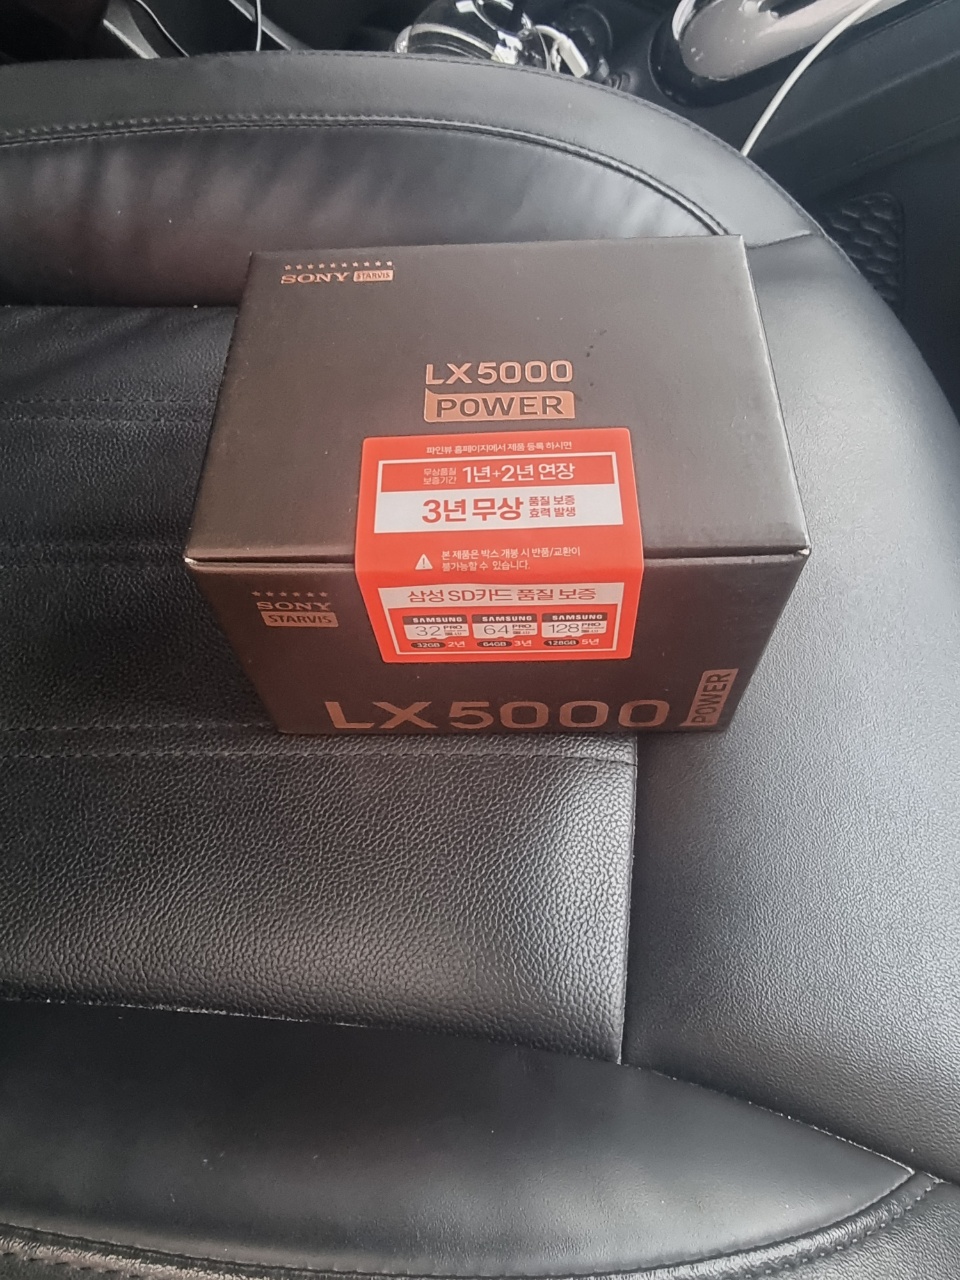 SONY STARVIS
LX5000
POWER
파인뷰 홈페이지에서 제품 등록 하시면
무상품질
보증기간
1년+2년 연장
3년 무상
품질 보증
효력 발생
본 제품은 박스 개봉 시 반품/교환이
불가능할 수 있습니다.
삼성 SD카드 품질 보증
SAMSUNG SAMSUNG SAMSUNG
32 PRO 64 PRO 128 PRO
32GB 2년 64GB 3년 128GB 5년
SONY
STARVIS
LX5000
POWER